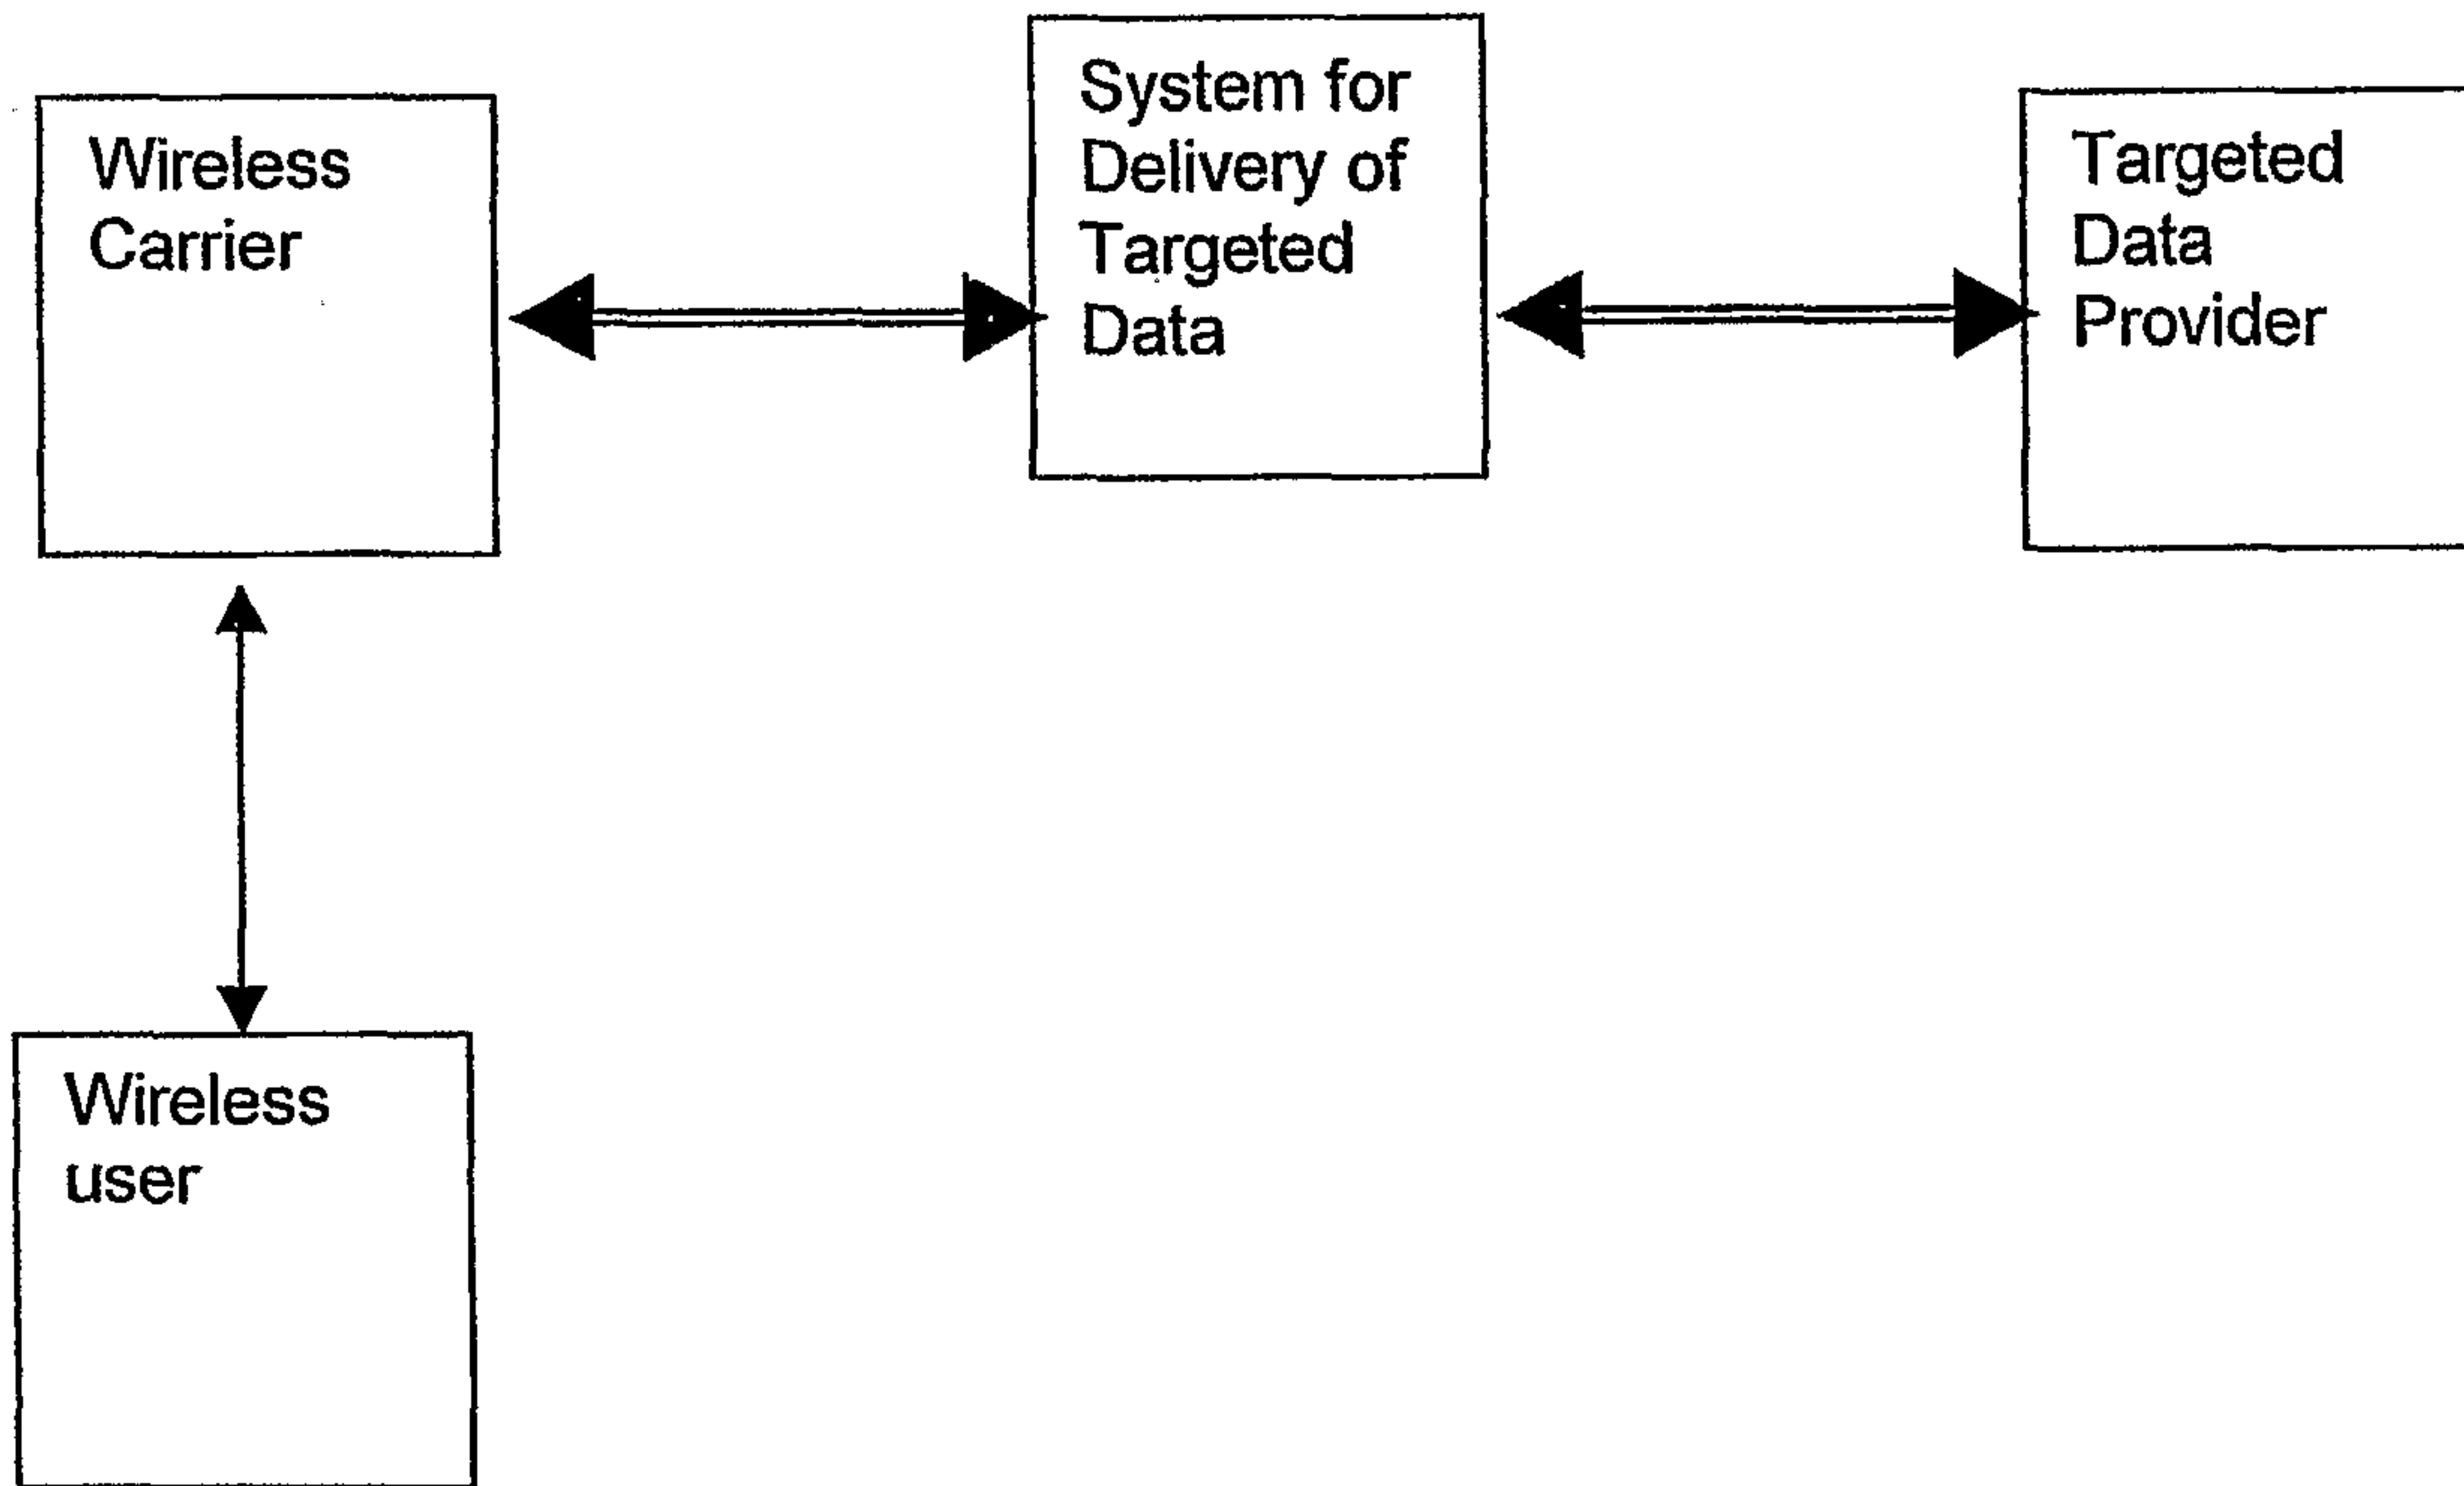 Wireless
Carrier
System for
Delivery of
Targeted
Data
Targeted
Data
Provider
Wireless
user